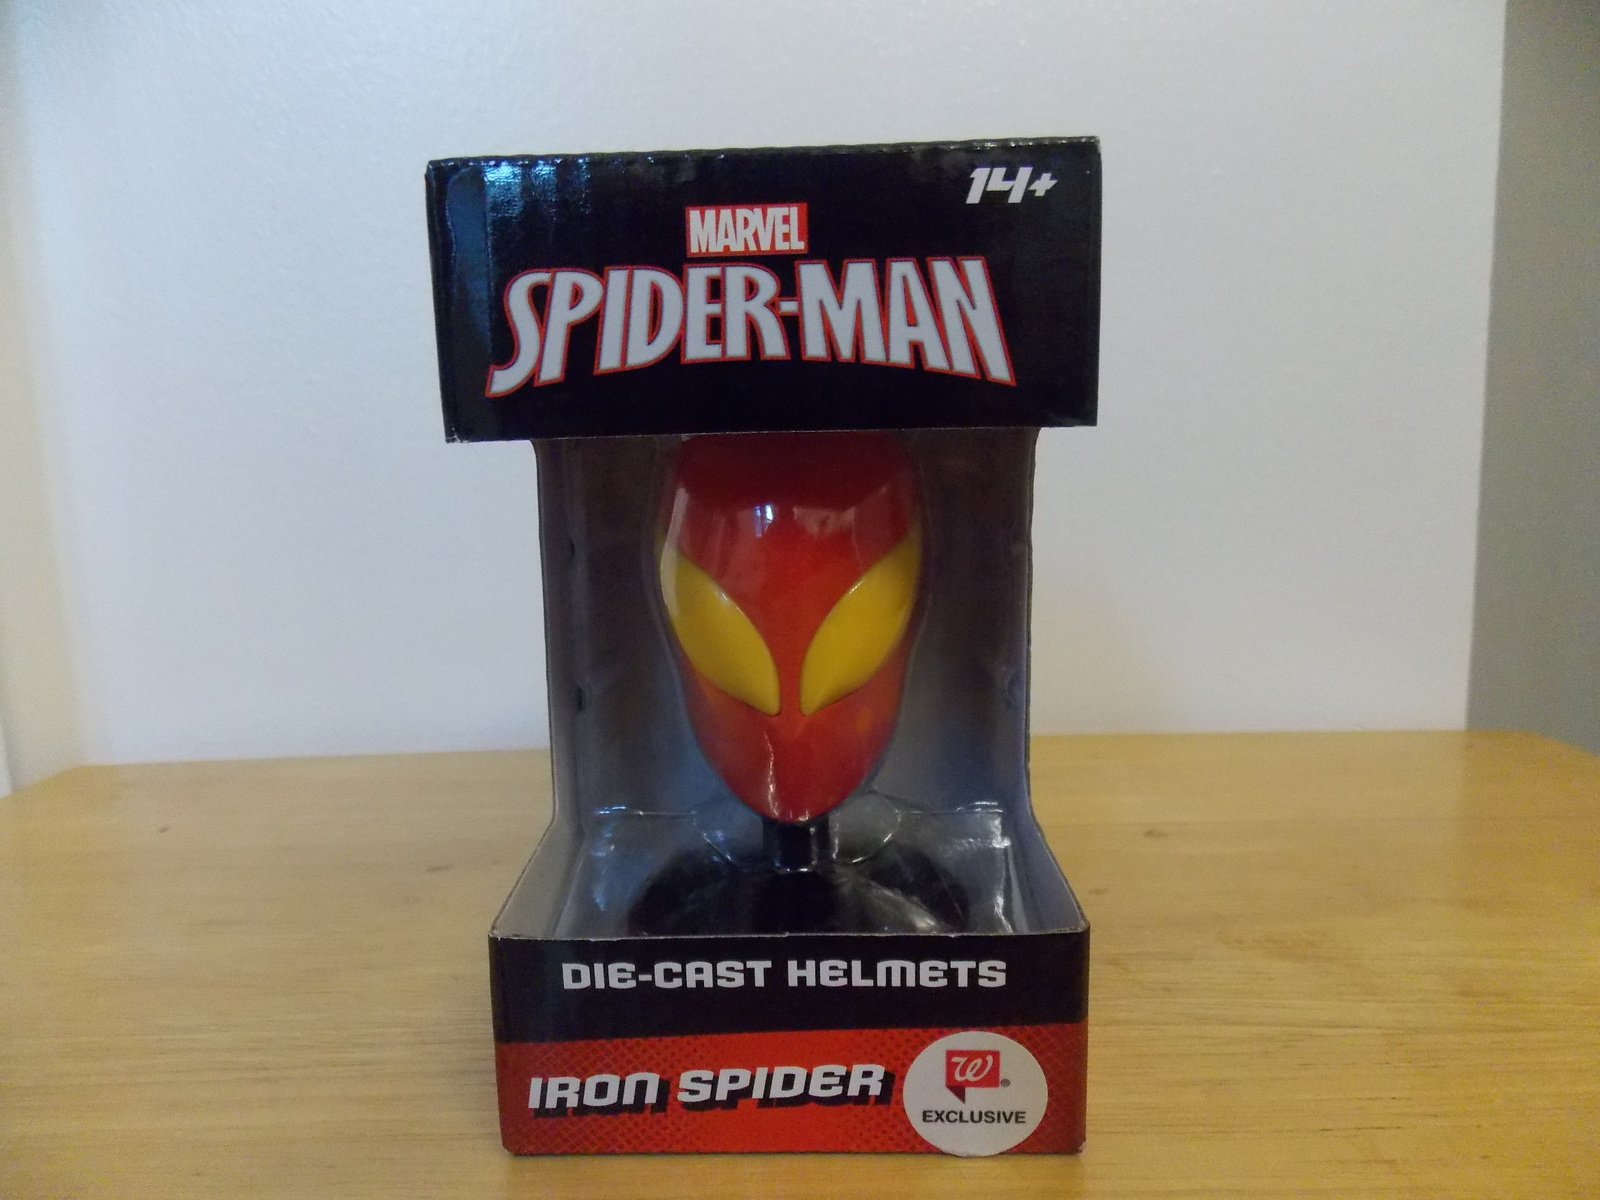 14+
MARVEL
SPIDER-MAN
DIE-CAST HELMETS
IRON SPIDER
W®
EXCLUSIVE